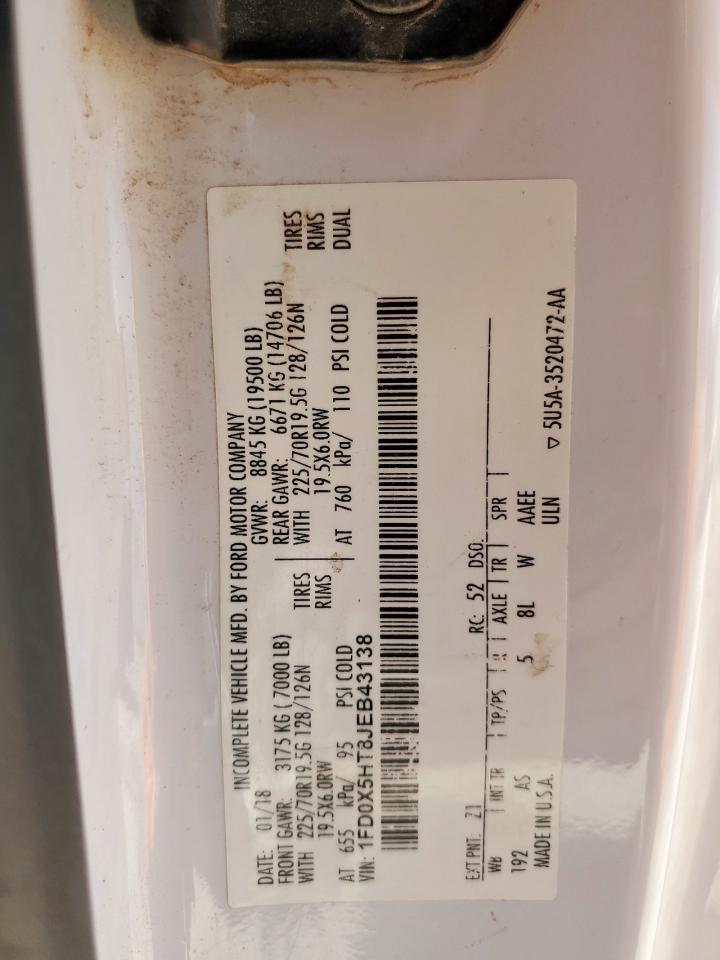 INCOMPLETE VEHICLE MFD. BY FORD MOTOR COMPANY
DATE: 01/18 GVWR: 8845 KG (19500 LB)
FRONT GAWR: 3175 KG ( 7000 LB) REAR GAWR: 6671 KG (14706 LB)
WITH 225/70R19.5G 128/126N TIRES WITH 225/70R19.5G 128/126N TIRES
19.5X6.0RW RIMS 19.5X6.0RW RIMS
AT 655 kPa/ 95 PSI COLD AT 760 kPa/ 110 PSI COLD DUAL
VIN: 1FD0X5HT8JEB43138
EXT PNT: Z1 RC: 52 DSO:
WB INT TR TP/PS R AXLE TR SPR
192 AS 5 8L W AAEE
MADE IN U.S.A. ULN
▽ 5U5A-3520472-AA